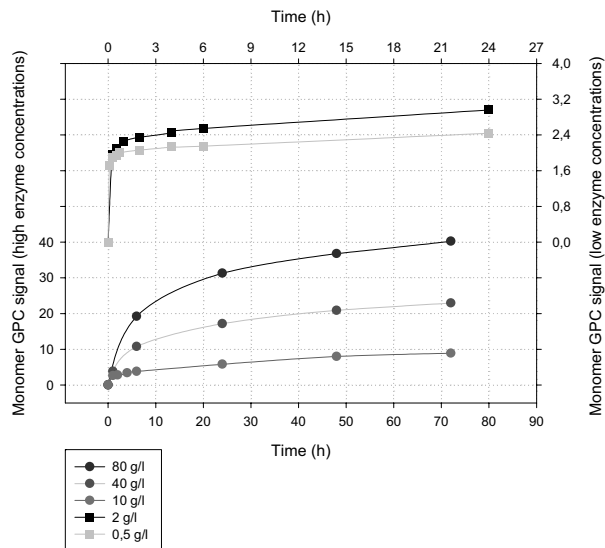 Time (h)
0 3 6 9 12 15 18 21 24 27
4,0
3,2
2,4
1,6
0,8
0,0
Monomer GPC signal (low enzyme concentrations)
Monomer GPC signal (high enzyme concentrations)
40
30
20
10
0
0 10 20 30 40 50 60 70 80 90
Time (h)
80 g/l
40 g/l
10 g/l
2 g/l
0,5 g/l